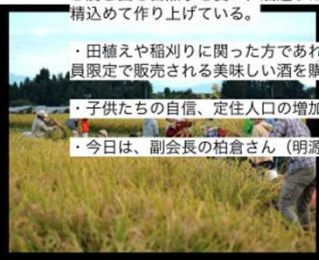 精込めて作り上げている。
・田植えや稲刈りに関った方であれ
員限定で販売される美味しい酒を購
・子供たちの自信、定住人口の増加
・今日は、副会長の柏倉さん（明源